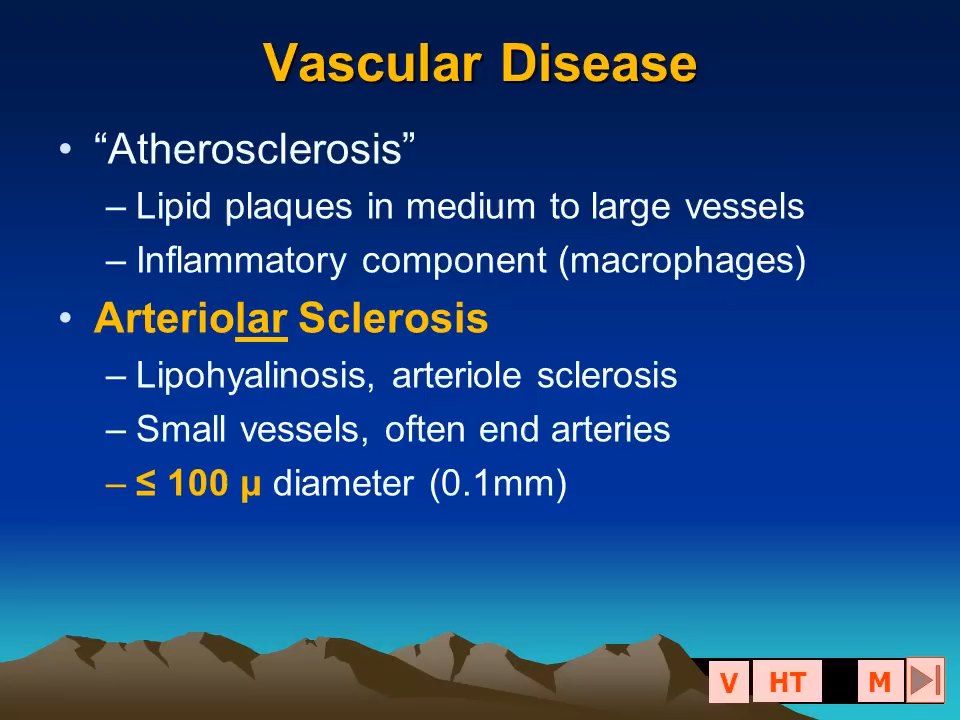 Vascular Disease
• “Atherosclerosis”
– Lipid plaques in medium to large vessels
– Inflammatory component (macrophages)
• Arteriolar Sclerosis
– Lipohyalinosis, arteriole sclerosis
– Small vessels, often end arteries
– ≤ 100 μ diameter (0.1mm)
V HT M